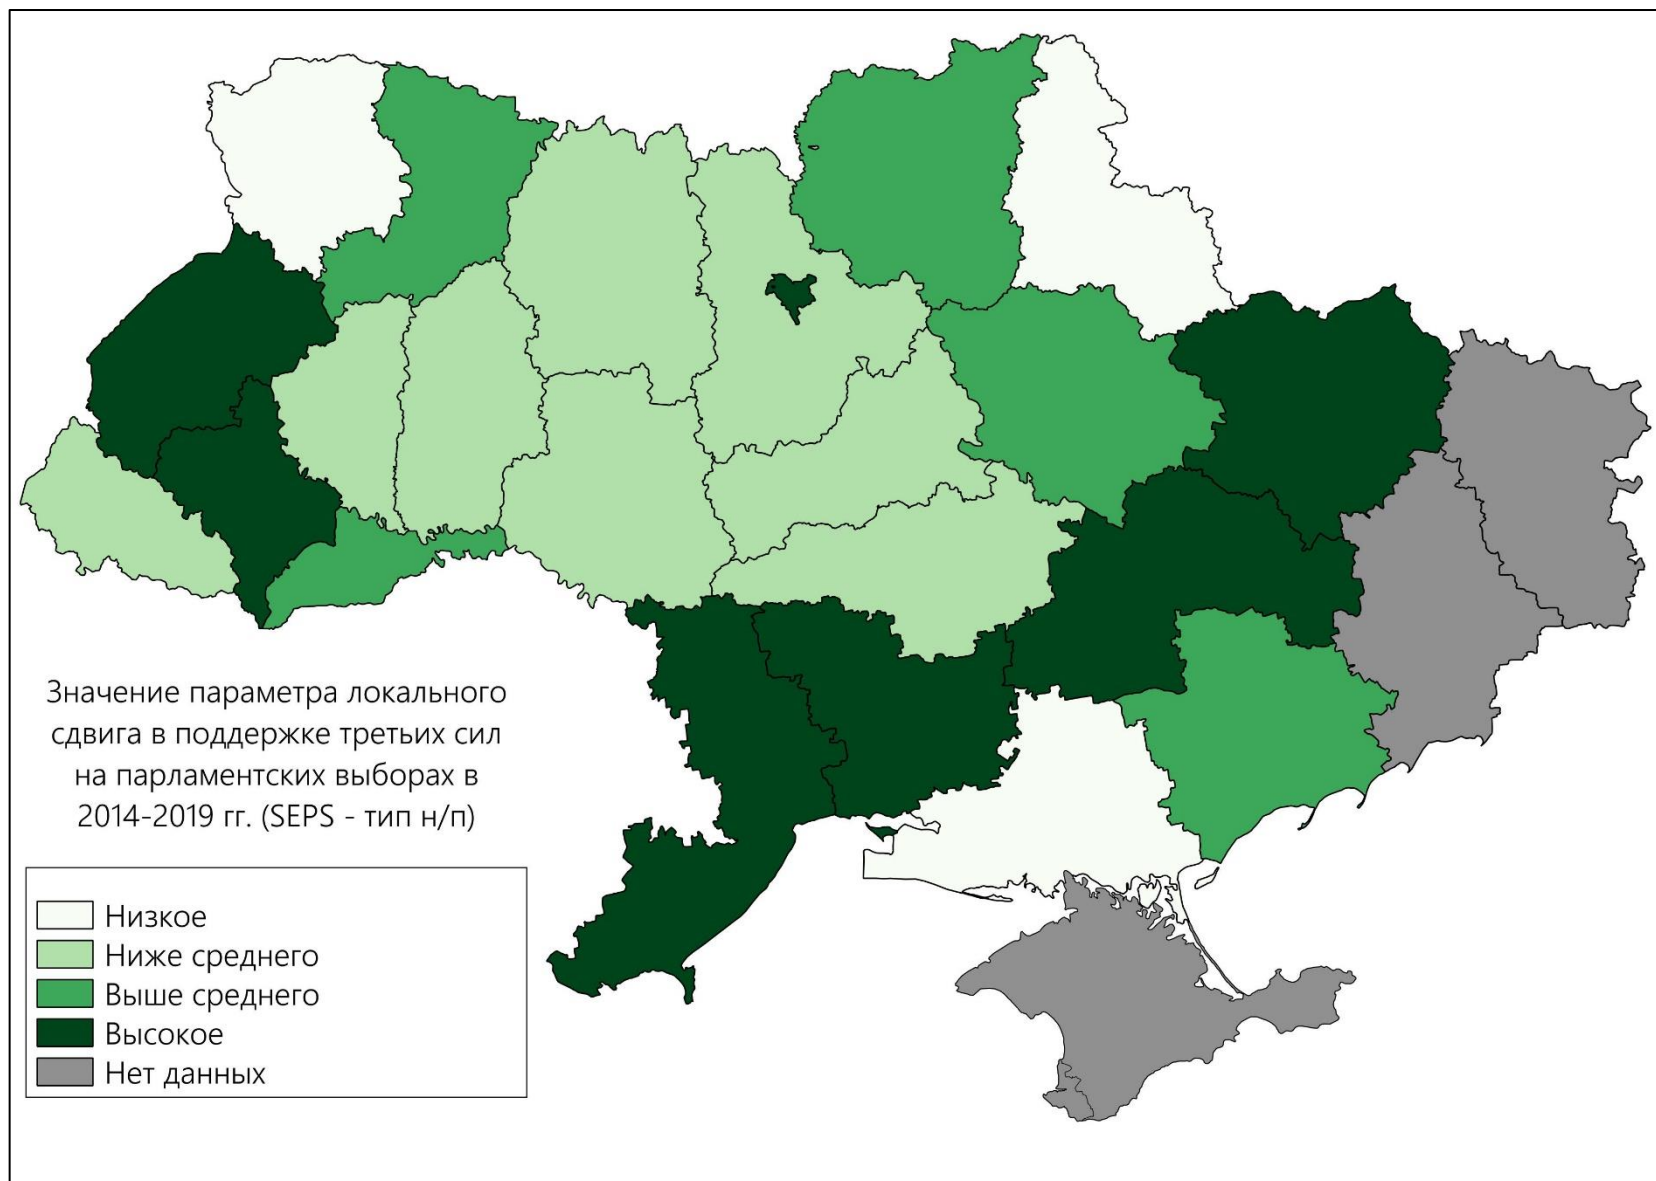 Значение параметра локального
сдвига в поддержке третьих сил
на парламентских выборах в
2014-2019 гг. (SEPS - тип н/п)
Низкое
Ниже среднего
Выше среднего
Высокое
Нет данных